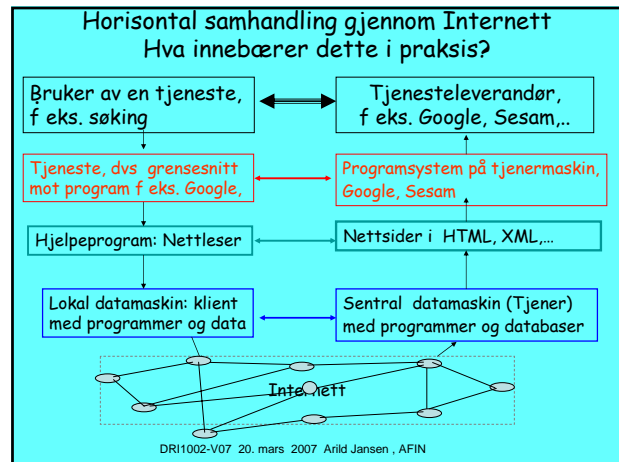 Horisontal samhandling gjennom Internett
Hva innebærer dette i praksis?
Bruker av en tjeneste,
f eks. søking
Tjenesteleverandør,
f eks. Google, Sesam,..
Tjeneste, dvs grensesnitt
mot program f eks. Google,
Programsystem på tjenermaskin,
Google, Sesam
Hjelpeprogram: Nettleser
Nettsider i HTML, XML,…
Lokal datamaskin: klient
med programmer og data
Sentral datamaskin (Tjener)
med programmer og databaser
Internett
DRI1002-V07 20. mars 2007 Arild Jansen , AFIN